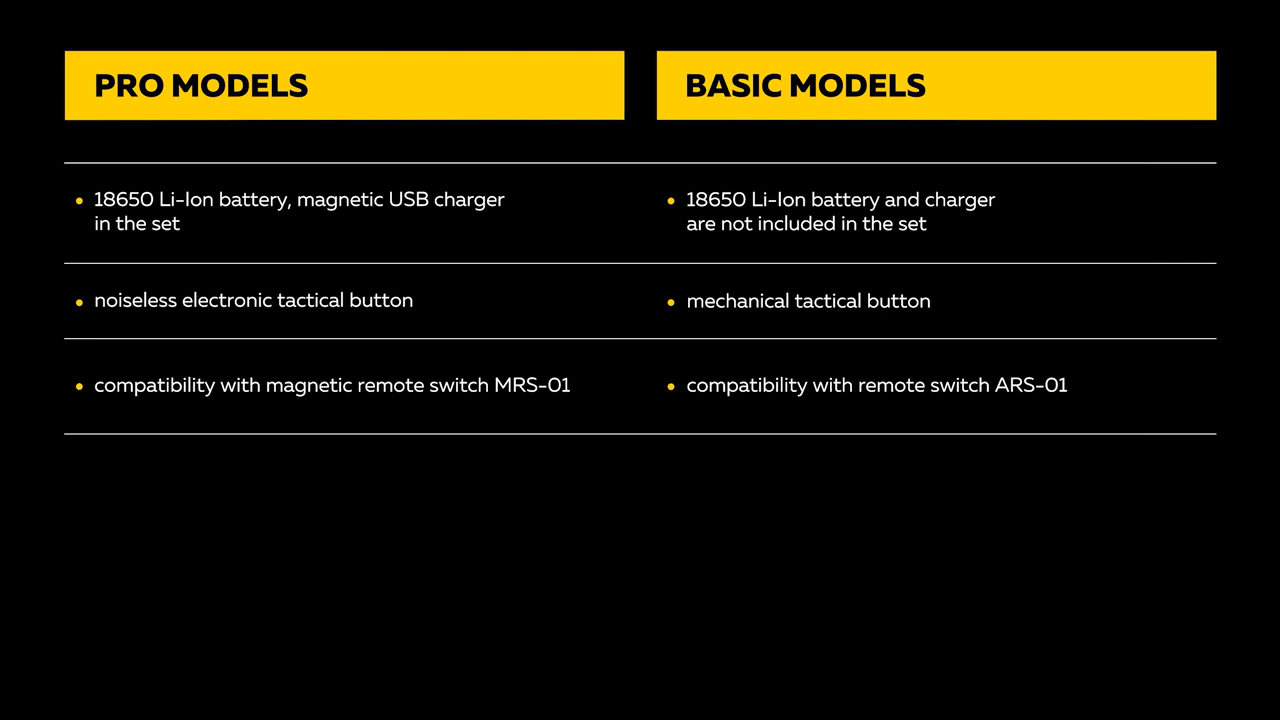 PRO MODELS
BASIC MODELS
18650 Li-Ion battery, magnetic USB charger
in the set
18650 Li-Ion battery and charger
are not included in the set
noiseless electronic tactical button
mechanical tactical button
compatibility with magnetic remote switch MRS-01
compatibility with remote switch ARS-01